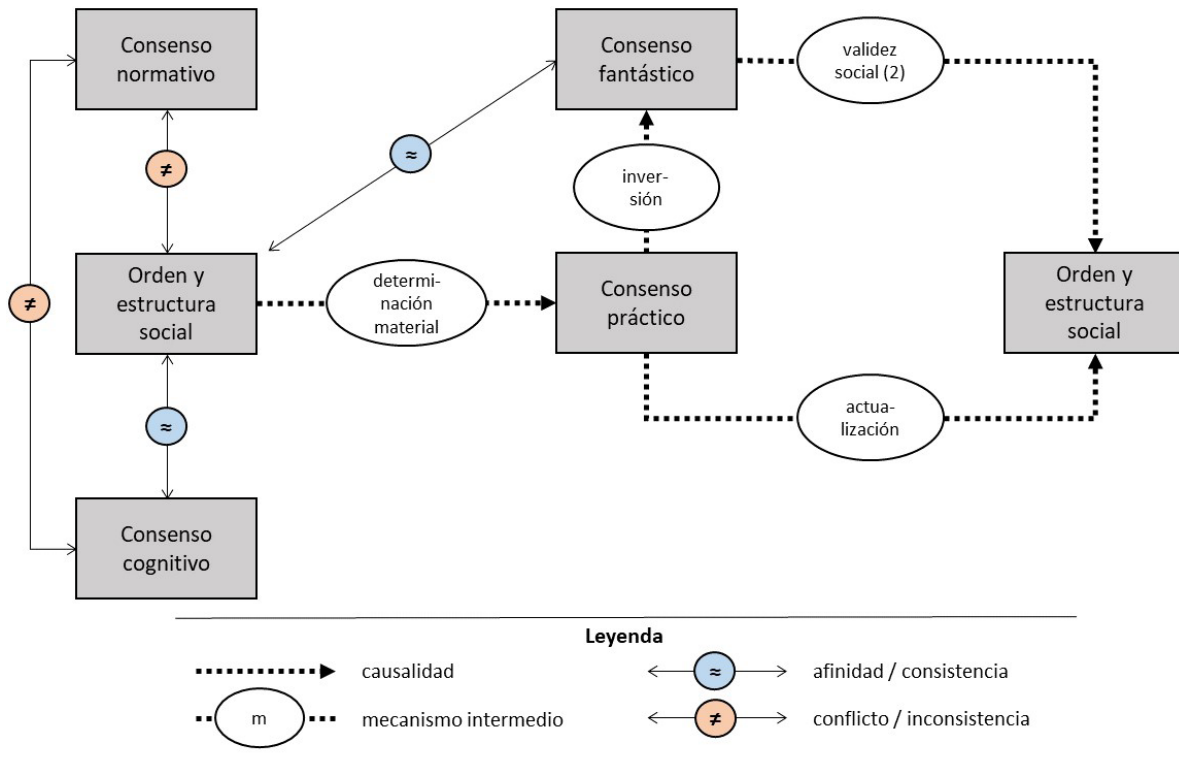 Consenso
normativo
Consenso
fantástico
validez
social (2)
≠
≈
inver-
sión
Orden y
estructura
social
determi-
nación
material
Consenso
práctico
Orden y
estructura
social
≠
≈
actua-
lización
Consenso
cognitivo
Leyenda
causalidad
≈
afinidad / consistencia
m
mecanismo intermedio
≠
conflicto / inconsistencia